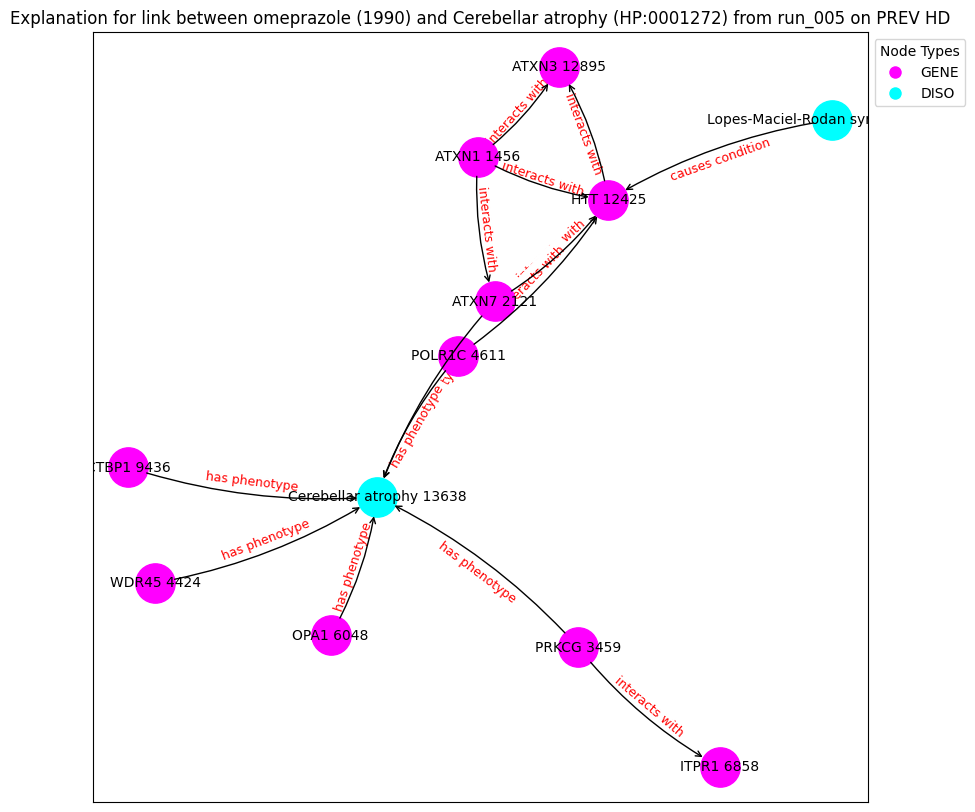 Explanation for link between omeprazole (1990) and Cerebellar atrophy (HP:0001272) from run_005 on PREV HD
Node Types
GENE
DISO
ATXN3 12895
interacts with
interacts with
Lopes-Maciel-Rodan
causes condition
ATXN1 1456
interacts with
HTT 12425
interacts with
with
with
ATXN7 2121
POLR1C 4611
has phenotype
9436
has phenotype
Cerebellar atrophy 13638
has phenotype
WDR45 4424
has phenotype
has phenotype
OPA1 6048
PRKCG 3459
interacts with
ITPR1 6858